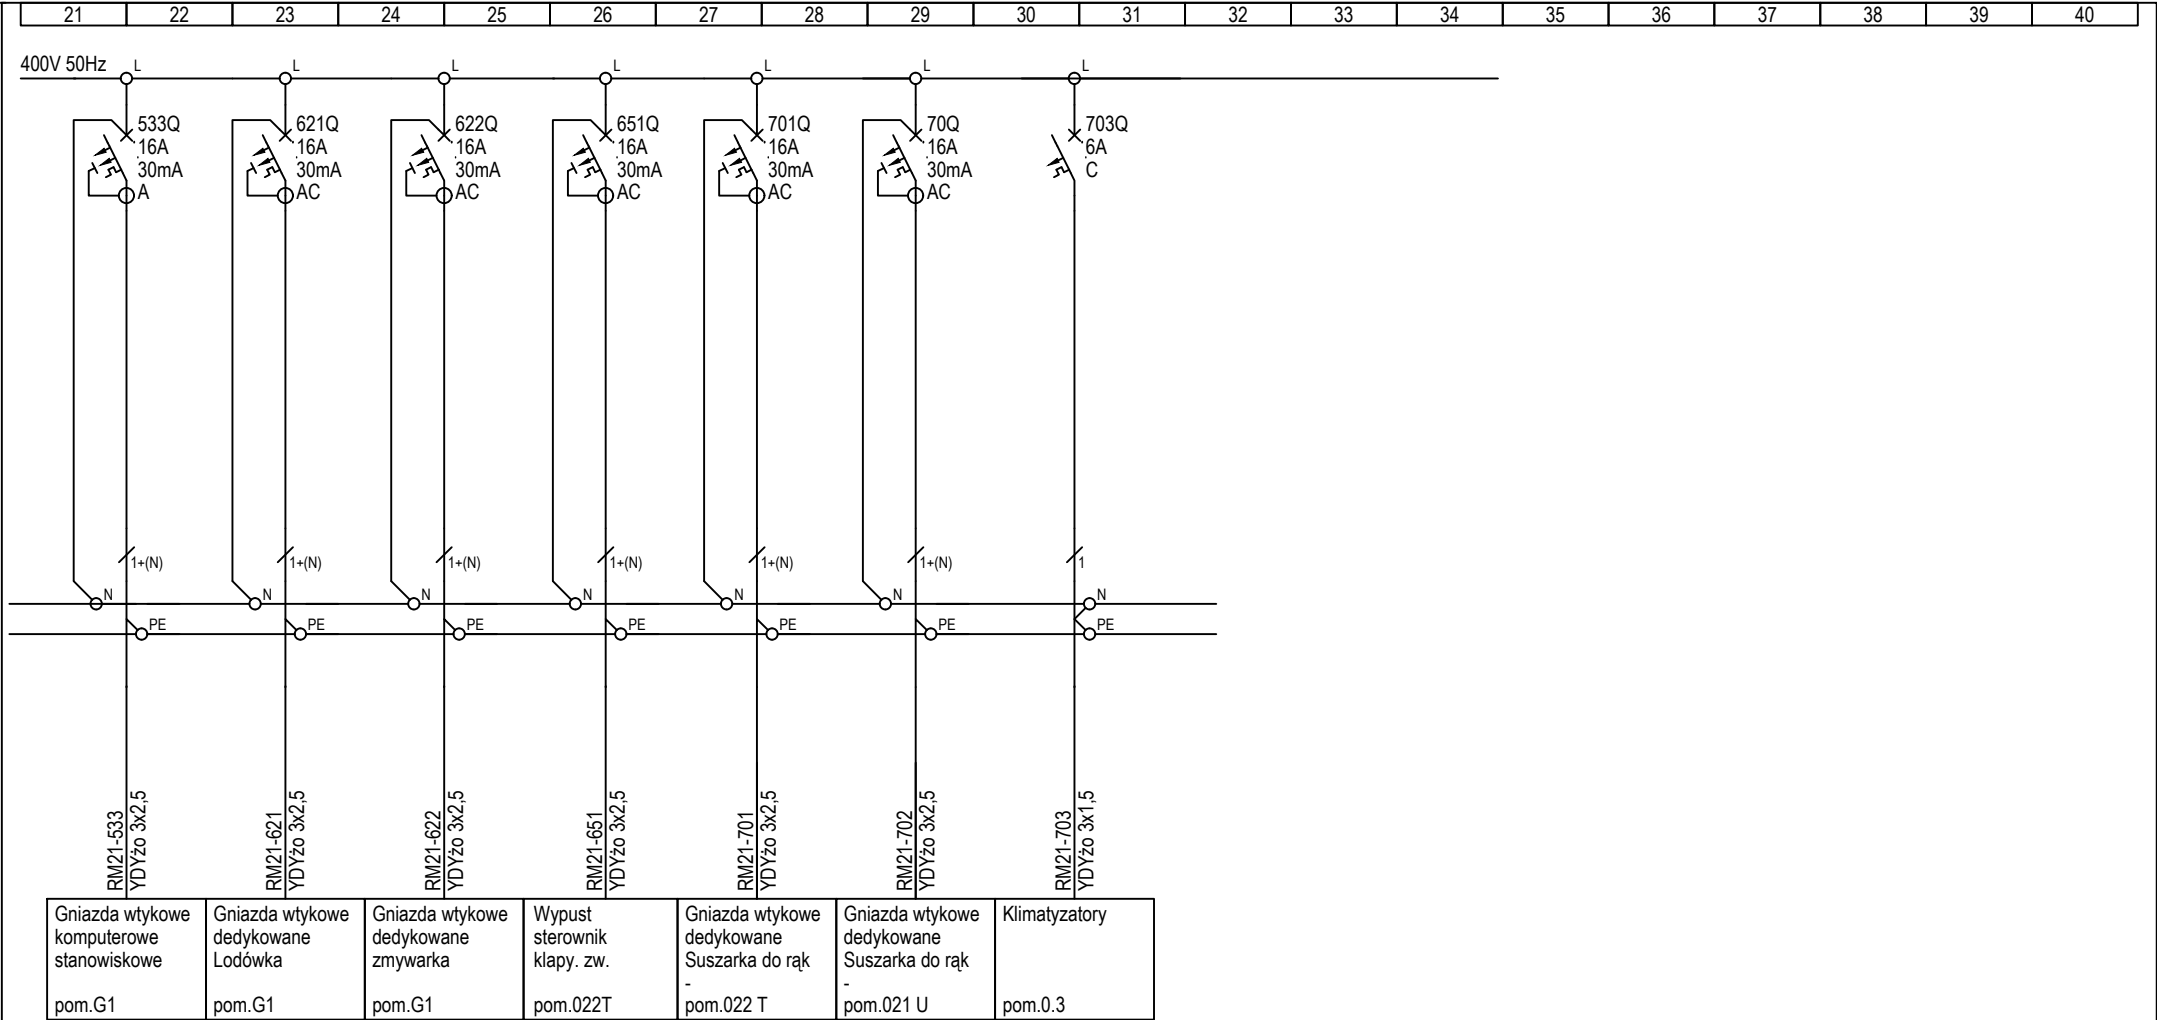 21 22 23 24 25 26 27 28 29 30 31 32 33 34 35 36 37 38 39 40
400V 50Hz
L L L L L L L
533Q
16A
30mA
A
621Q
16A
30mA
AC
622Q
16A
30mA
AC
651Q
16A
30mA
AC
701Q
16A
30mA
AC
70Q
16A
30mA
AC
703Q
6A
C
1+(N) 1+(N) 1+(N) 1+(N) 1+(N) 1+(N) 1
N N N N N N N
PE PE PE PE PE PE PE
RM21-533
YDYżo 3x2,5
RM21-621
YDYżo 3x2,5
RM21-622
YDYżo 3x2,5
RM21-651
YDYżo 3x2,5
RM21-701
YDYżo 3x2,5
RM21-702
YDYżo 3x2,5
RM21-703
YDYżo 3x1,5
Gniazda wtykowe
komputerowe
stanowiskowe
pom.G1
Gniazda wtykowe
dedykowane
Lodówka
pom.G1
Gniazda wtykowe
dedykowane
zmywarka
pom.G1
Wypust
sterownik
klapy. zw.
pom.022T
Gniazda wtykowe
dedykowane
Suszarka do rąk
-
pom.022 T
Gniazda wtykowe
dedykowane
Suszarka do rąk
-
pom.021 U
Klimatyzatory
pom.0.3